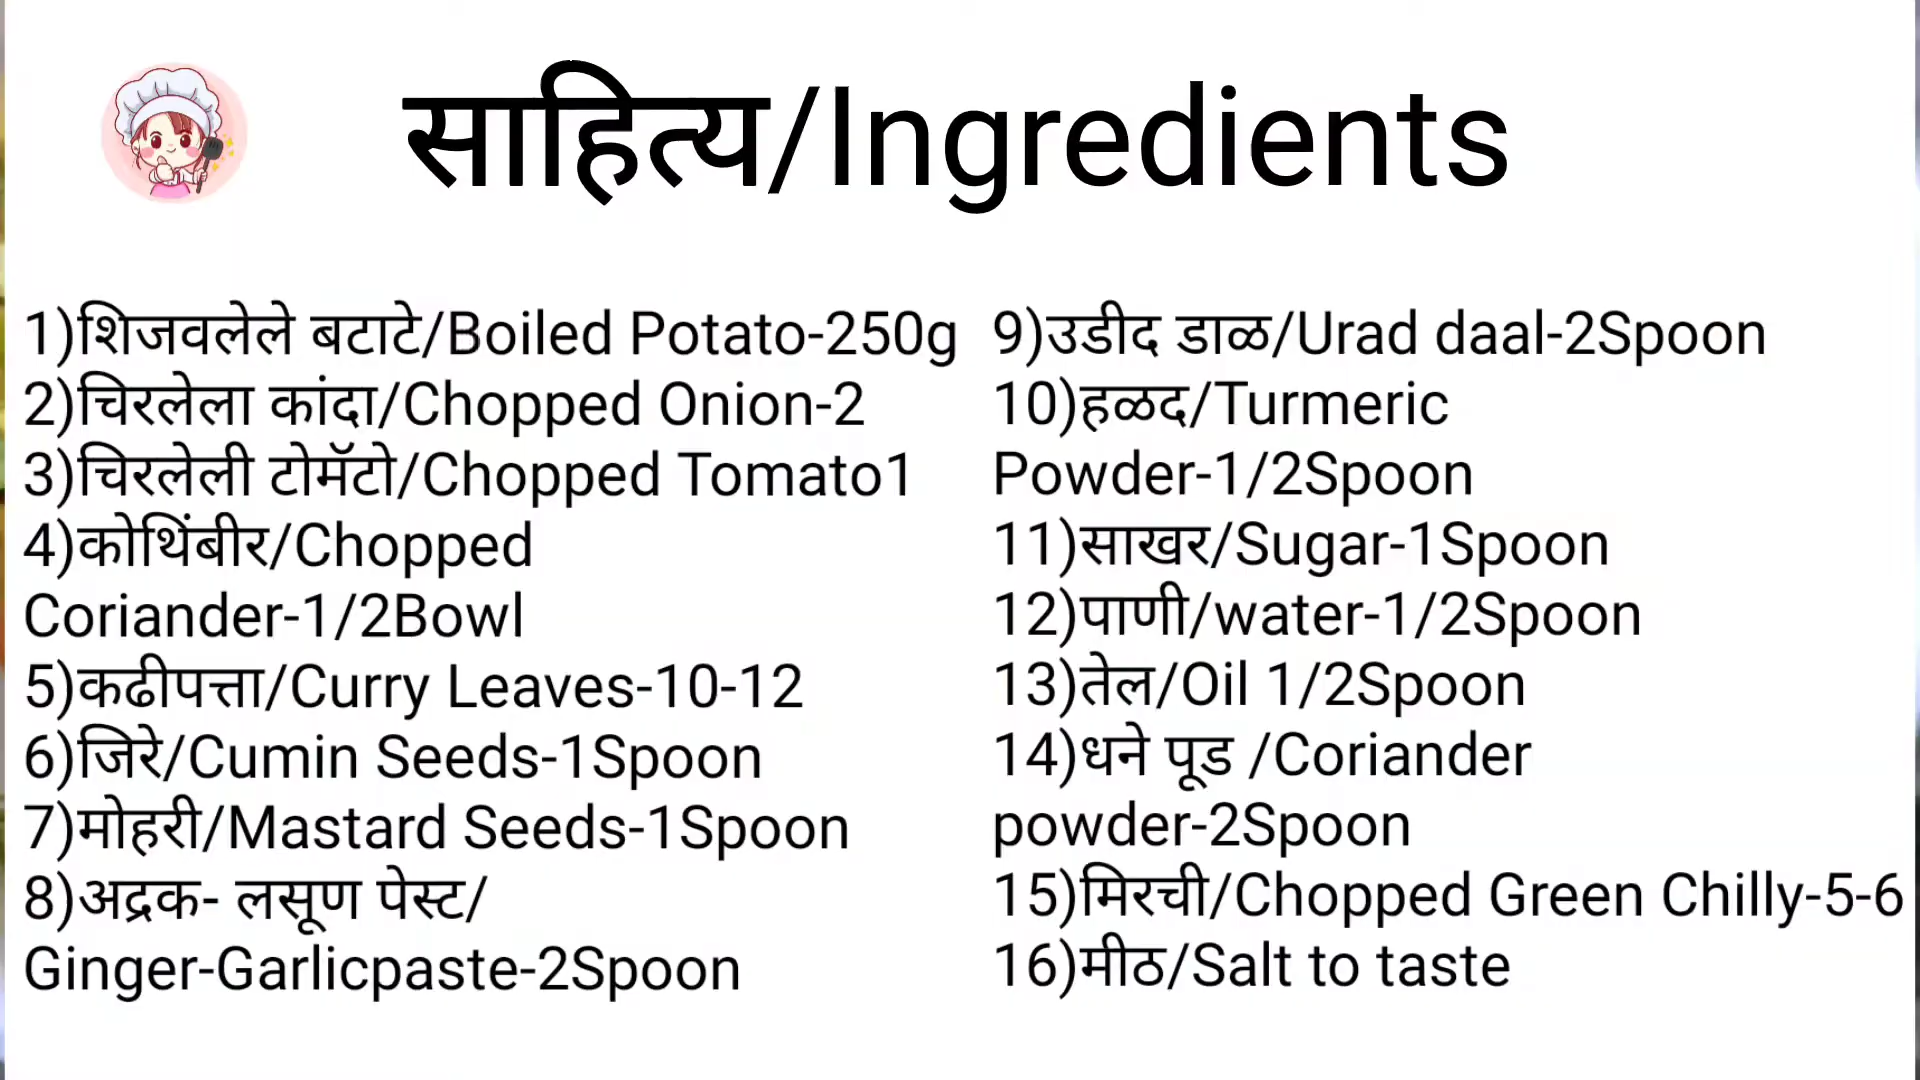 साहित्य/Ingredients
1)शिजवलेले बटाटे/Boiled Potato-250g
2)चिरलेला कांदा/Chopped Onion-2
3)चिरलेली टोमॅटो/Chopped Tomato1
4)कोथिंबीर/Chopped
Coriander-1/2Bowl
5)कढीपत्ता/Curry Leaves-10-12
6)जिरे/Cumin Seeds-1Spoon
7)मोहरी/Mastard Seeds-1Spoon
8)अद्रक- लसूण पेस्ट/
Ginger-Garlicpaste-2Spoon
9)उडीद डाळ/Urad daal-2Spoon
10)हळद/Turmeric
Powder-1/2Spoon
11)साखर/Sugar-1Spoon
12)पाणी/water-1/2Spoon
13)तेल/Oil 1/2Spoon
14)धने पूड /Coriander
powder-2Spoon
15)मिरची/Chopped Green Chilly-5-6
16)मीठ/Salt to taste